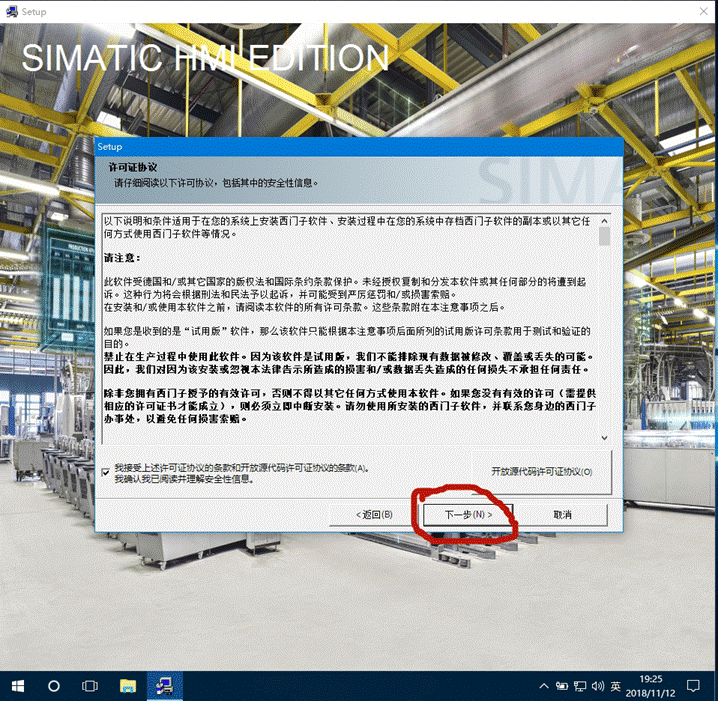 Setup
SIMATIC HMI EDITION
Setup
许可证协议
请仔细阅读以下许可协议，包括其中的安全性信息。
SIMA
以下说明和条件适用于在您的系统上安装西门子软件、安装过程中在您的系统中存档西门子软件的副本或以其它任
何方式使用西门子软件等情况。
请注意：
此软件受德国和/或其它国家的版权法和国际条约条款保护。未经授权复制和分发本软件或其任何部分的将遭到起
诉。这种行为将会根据刑法和民法予以起诉，并可能受到严厉惩罚和/或损害索赔。
在安装和/或使用本软件之前，请阅读本软件的所有许可条款。这些条款附在本注意事项之后。
如果您是收到的是“试用版”软件，那么该软件只能根据本注意事项后面所列的试用版许可条款用于测试和验证的
目的。
禁止在生产过程中使用此软件。因为该软件是试用版，我们不能排除现有数据被修改、覆盖或丢失的可能。
因此，我们对因为该安装或忽视本法律告示所造成的损害和/或数据丢失造成的任何损失不承担任何责任。
除非您拥有西门子授予的有效许可，否则不得以其它任何方式使用本软件。如果您没有有效的许可（需提供
相应的许可证书才能成立），则您必须立即中断安装。请勿使用所安装的西门子软件，并联系您身边的西门子
办事处，以避免任何损害索赔。
我接受上述许可证协议的条款和开放源代码许可证协议的条款(A)。
我确认我已阅读并理解安全性信息。
开放源代码许可证协议(O)
<返回(B)
下一步(N) >
取消
英
19:25
2018/11/12